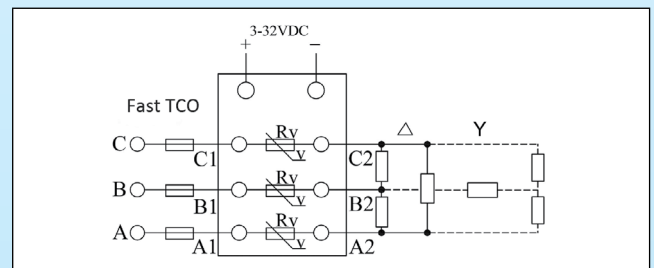 3-32VDC
+ −
Fast TCO
△ Y
Rv
C C1 v C2
Rv
B B1 v B2
Rv
A A1 v A2